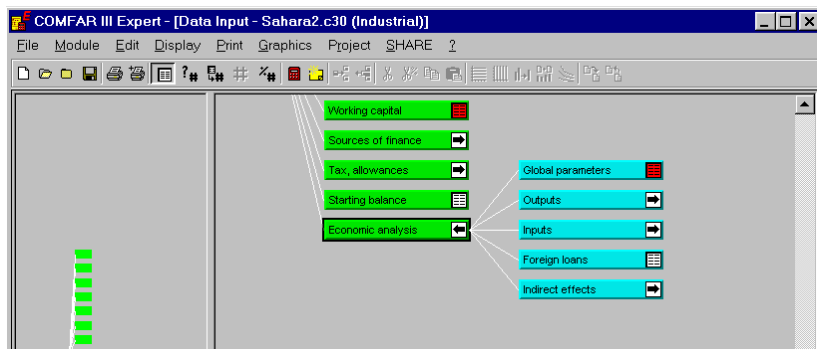 COMFAR III Expert - [Data Input - Sahara2.c30 (Industrial)]
File Module Edit Display Print Graphics Project SHARE ?
Working capital
Sources of finance
Tax, allowances
Global parameters
Starting balance
Outputs
Economic analysis
Inputs
Foreign loans
Indirect effects